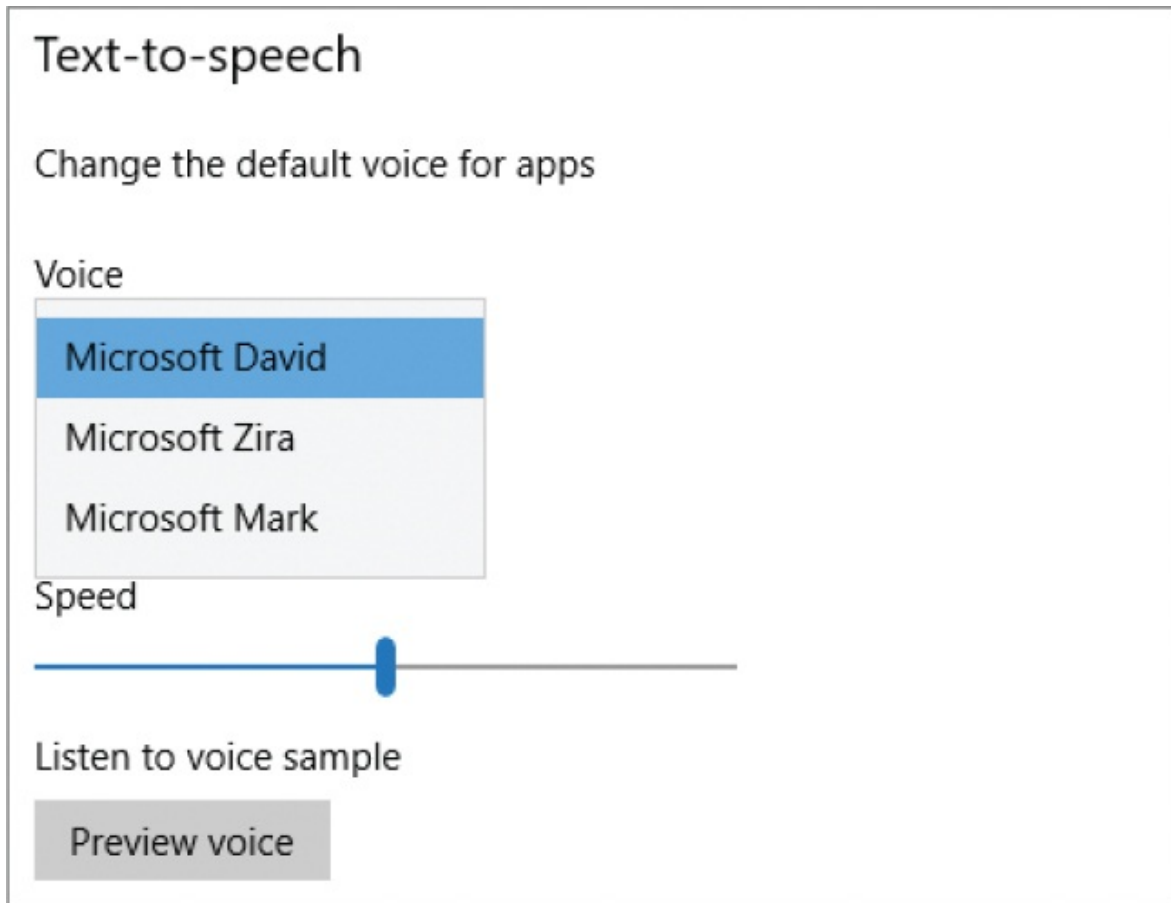 Text-to-speech
Change the default voice for apps
Voice
Microsoft David
Microsoft Zira
Microsoft Mark
Speed
Listen to voice sample
Preview voice